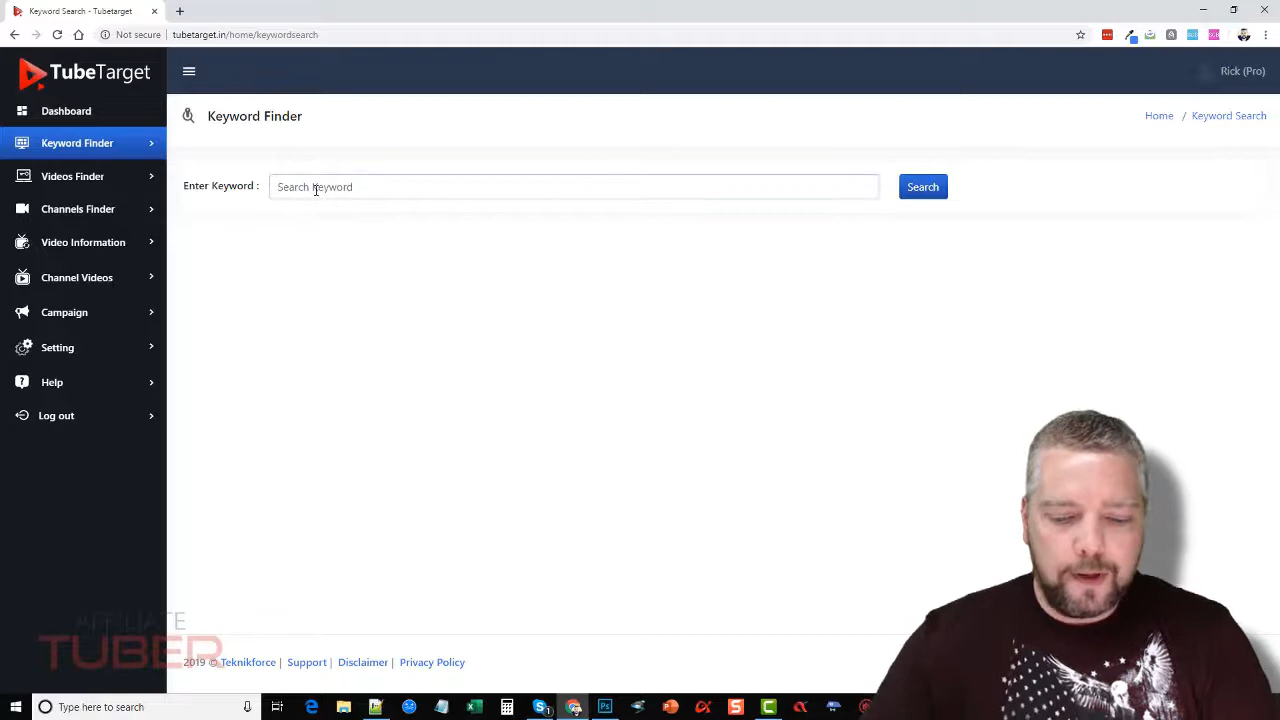 Keyword Search - Tubetarget
Not secure | tubetarget.in/home/keywordsearch
TubeTarget
Rick (Pro)
Dashboard
Keyword Finder
Videos Finder
Channels Finder
Video Information
Channel Videos
Campaign
Setting
Help
Log out
Keyword Finder
Home / Keyword Search
Enter Keyword :
Search Keyword
Search
AFFILIATE
TUBER
2019 © Teknikforce | Support | Disclaimer | Privacy Policy
Type here to search